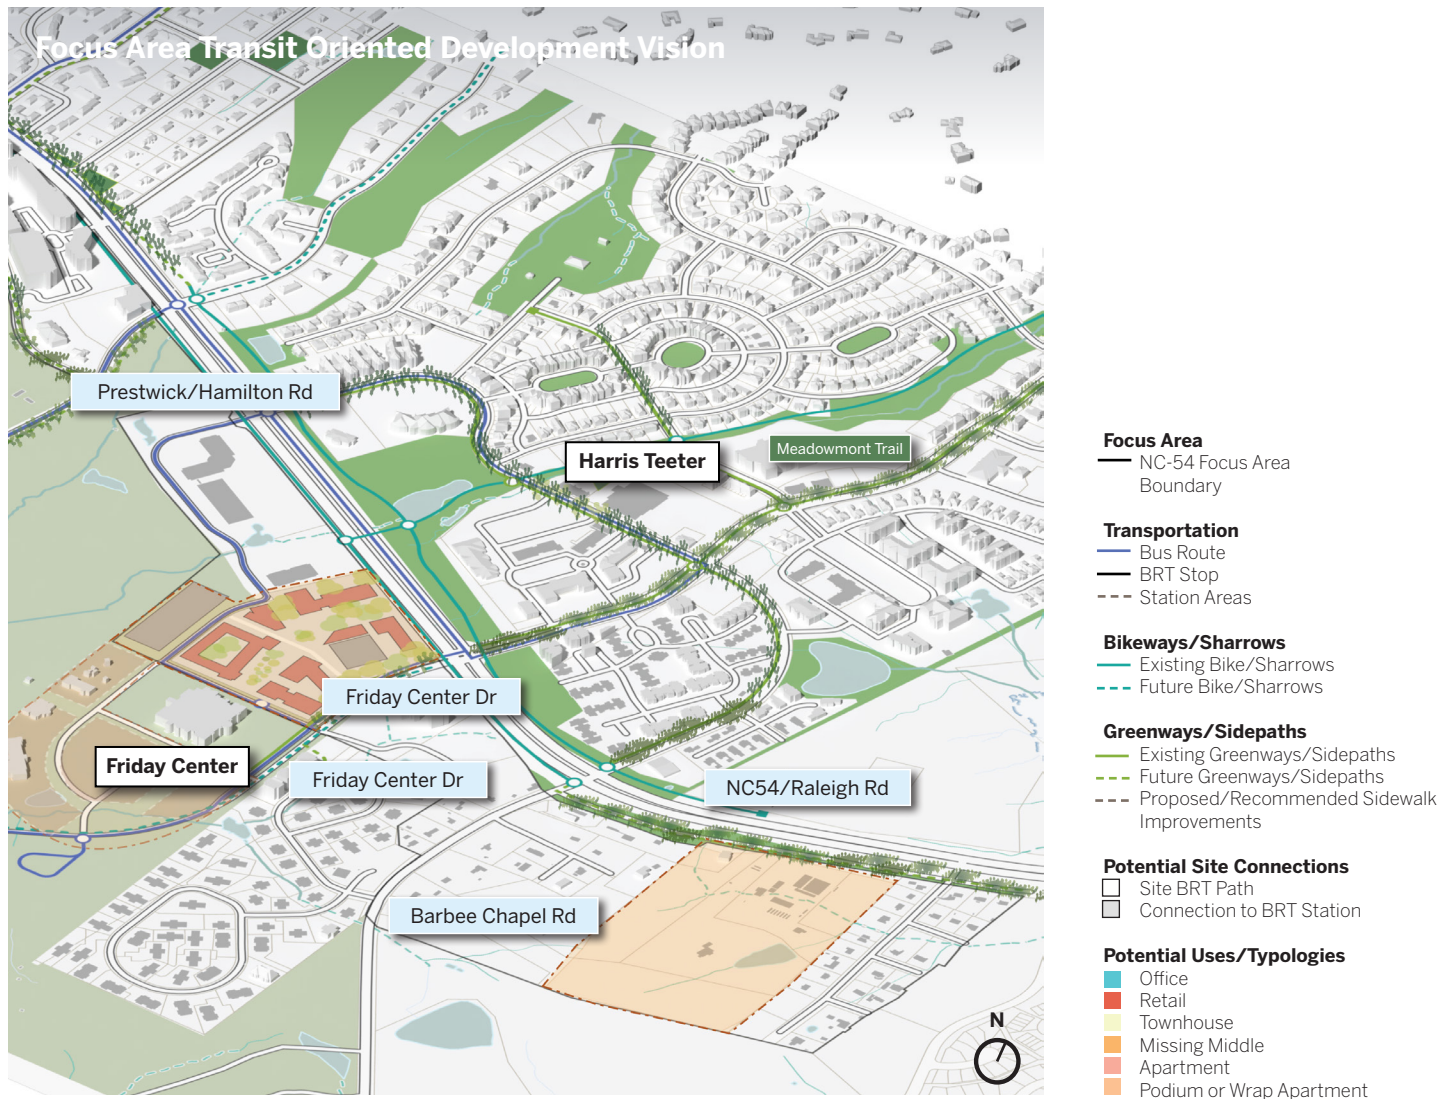 Focus Area Transit Oriented Development Vision
Prestwick/Hamilton Rd
Harris Teeter
Meadowmont Trail
Friday Center Dr
Friday Center
Friday Center Dr
NC54/Raleigh Rd
Barbee Chapel Rd
N
Focus Area
NC-54 Focus Area
Boundary
Transportation
Bus Route
BRT Stop
Station Areas
Bikeways/Sharrows
Existing Bike/Sharrows
Future Bike/Sharrows
Greenways/Sidepaths
Existing Greenways/Sidepaths
Future Greenways/Sidepaths
Proposed/Recommended Sidewalk
Improvements
Potential Site Connections
Site BRT Path
Connection to BRT Station
Potential Uses/Typologies
Office
Retail
Townhouse
Missing Middle
Apartment
Podium or Wrap Apartment